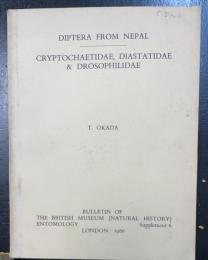 DIPTERA FROM NEPAL
CRYPTOCHAETIDAE, DIASTATIDAE
& DROSOPHILIDAE
T. OKADA
BULLETIN OF
THE BRITISH MUSEUM (NATURAL HISTORY)
ENTOMOLOGY Supplement 6
LONDON: 1966